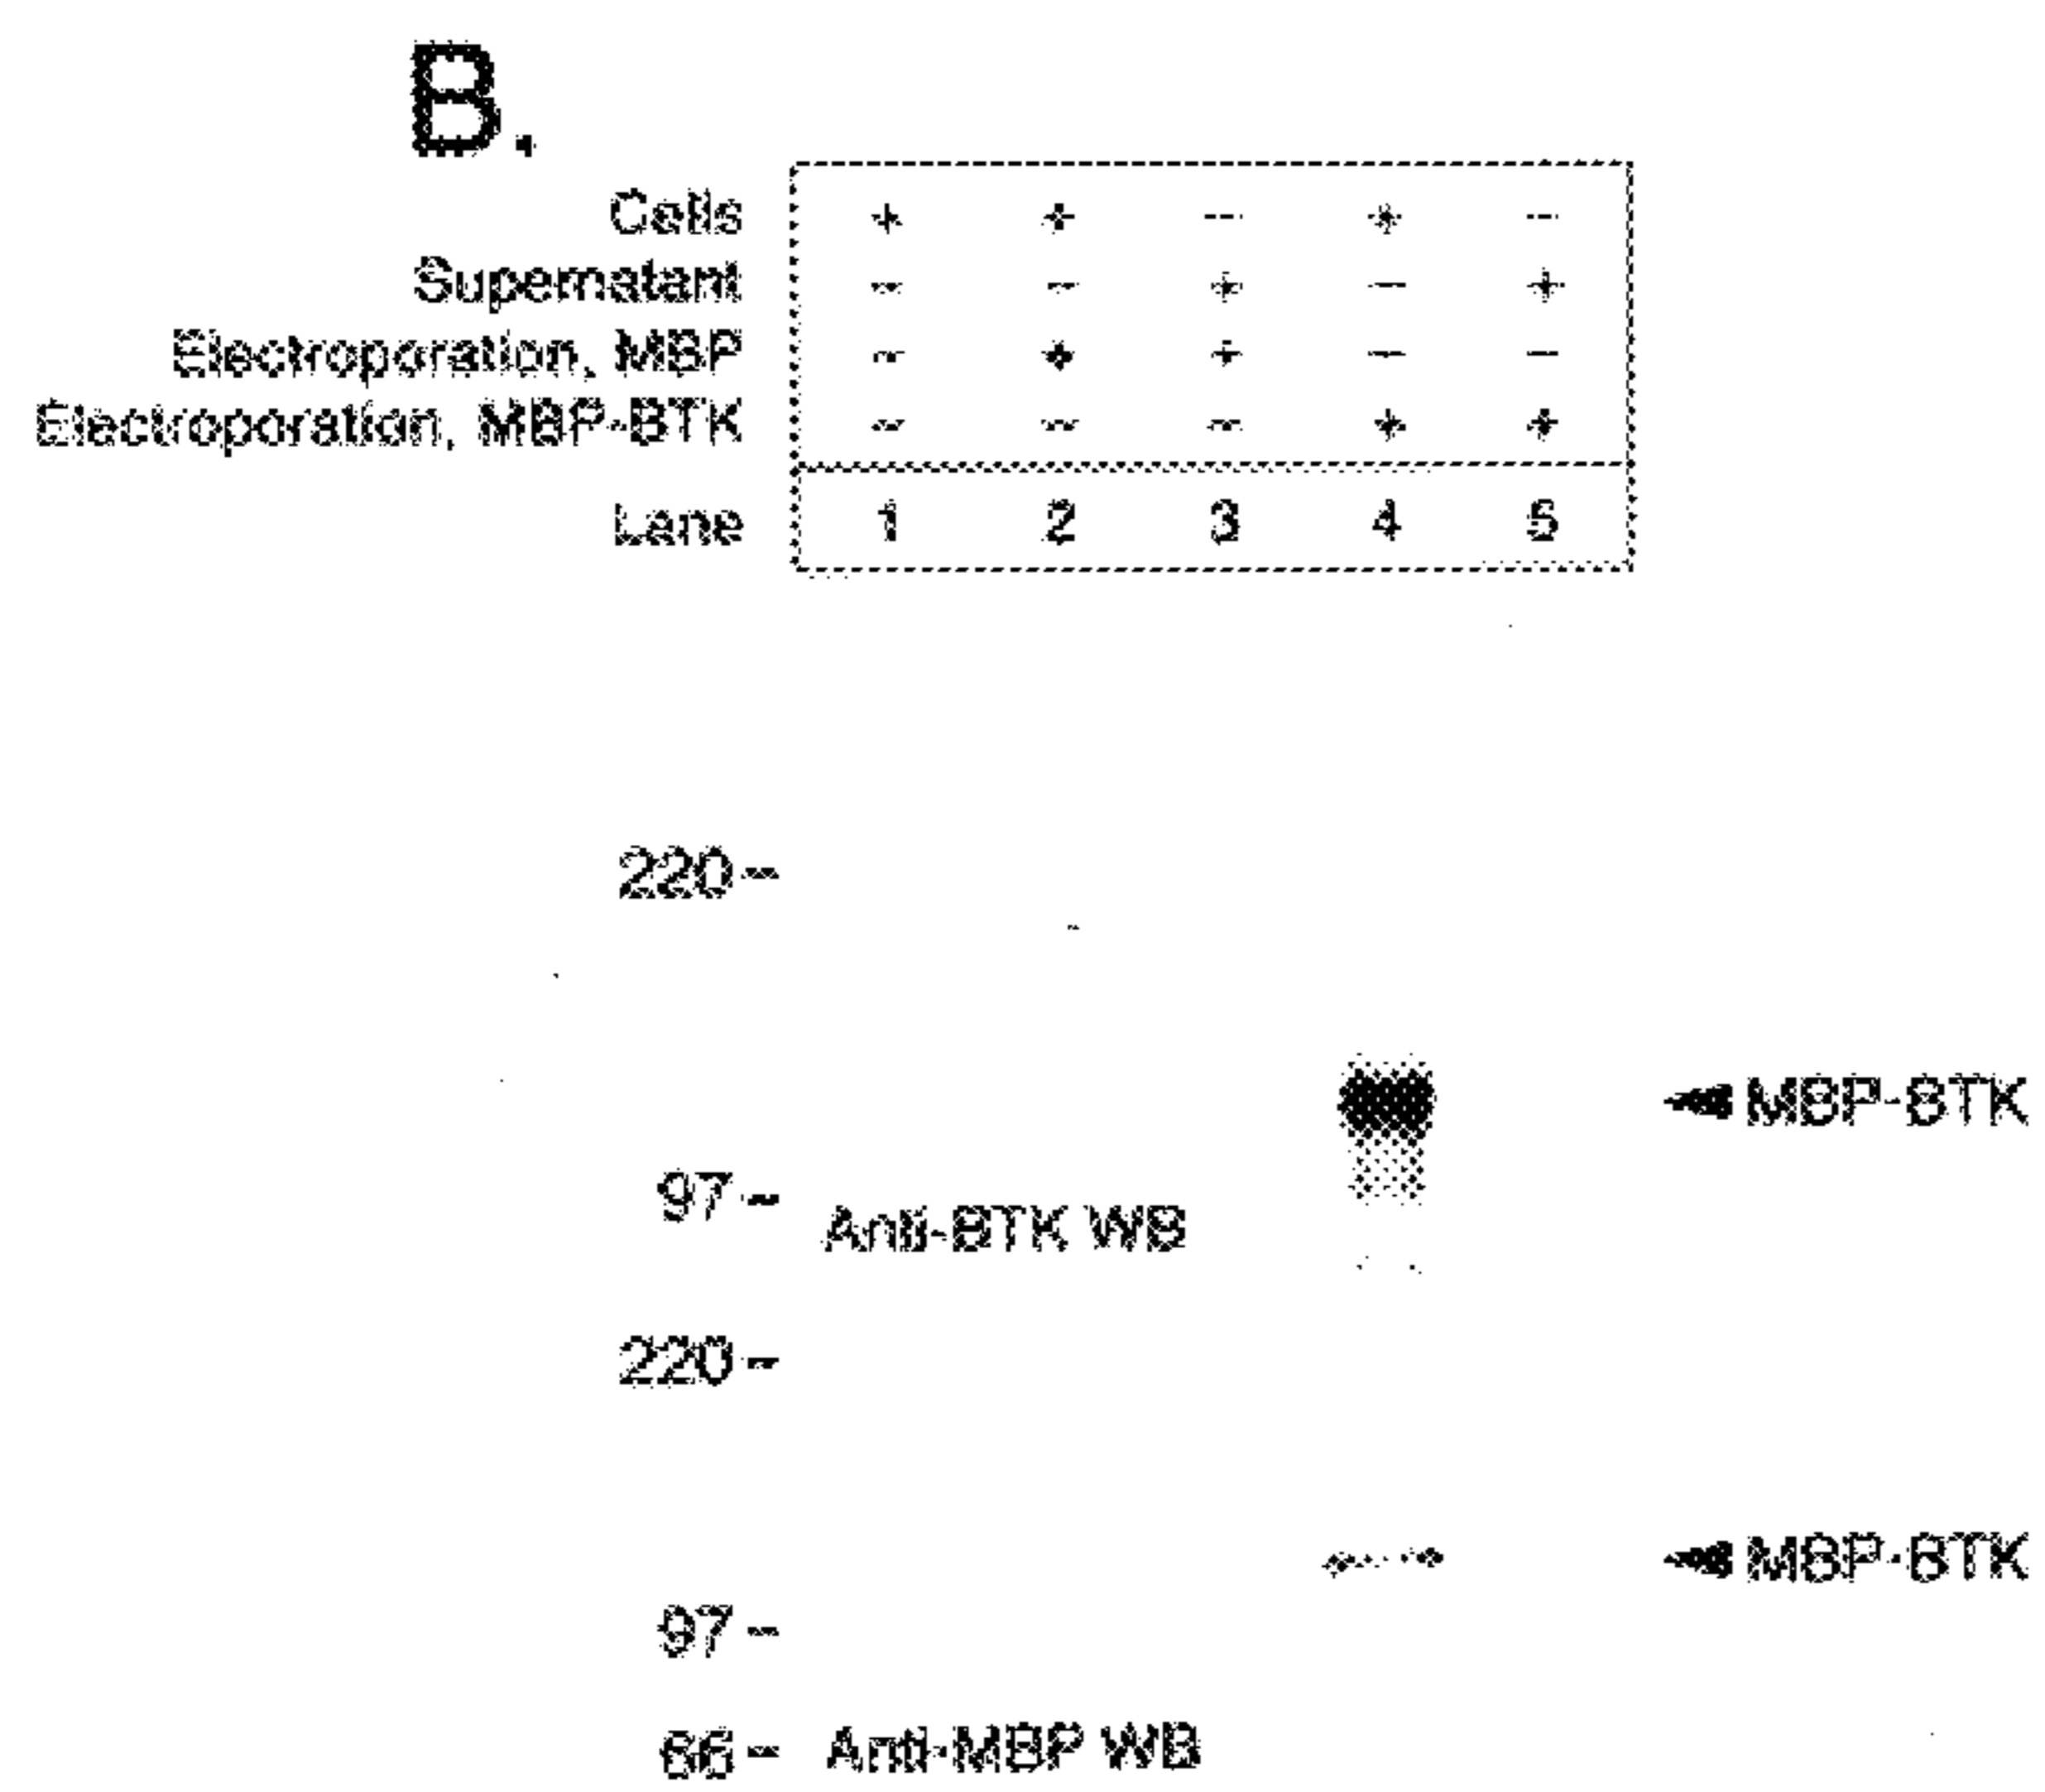 B.
Cells + + - + -
Supernatant - - + - +
Electroporation, MBP - + + - -
Electroporation, MBP-BTK - - - + +
Lane 1 2 3 4 5
220-
MBP-BTK
97-
Anti-BTK WB
220-
MBP-BTK
97-
66- Anti-MBP WB